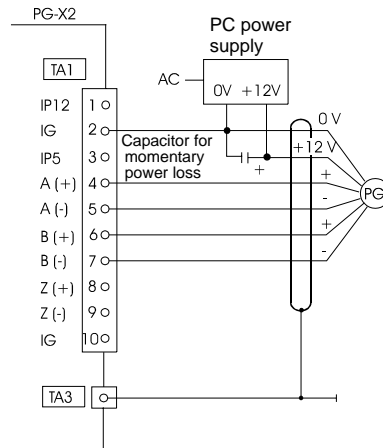 PG-X2
PC power
supply
TA1
AC
0V +12V
IP12 1
0 V
IG 2
Capacitor for
momentary
power loss
+12 V
IP5 3
+
A (+) 4
+
A (-) 5
-
PG
B (+) 6
+
B (-) 7
-
Z (+) 8
Z (-) 9
IG 10
TA3